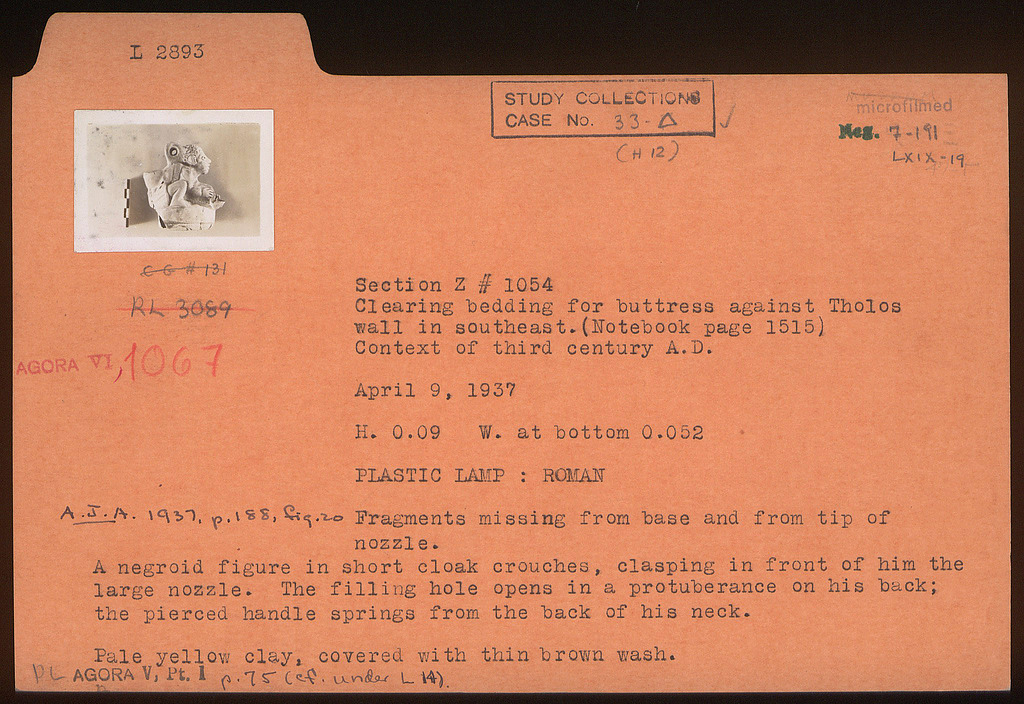 L 2893
STUDY COLLECTIONS
CASE No. 33-Δ
(H 12)
microfilmed
Neg. 7-191
LXIX-19
CG # 131
RL 3089
AGORA VI, 1067
Section Z # 1054
Clearing bedding for buttress against Tholos
wall in southeast.(Notebook page 1515)
Context of third century A.D.
April 9, 1937
H. 0.09 W. at bottom 0.052
PLASTIC LAMP : ROMAN
A.J.A. 1937, p.188, fig.20 Fragments missing from base and from tip of
nozzle.
A negroid figure in short cloak crouches, clasping in front of him the
large nozzle. The filling hole opens in a protuberance on his back;
the pierced handle springs from the back of his neck.
Pale yellow clay, covered with thin brown wash.
PL AGORA V, Pt. 1 p.75 (cf. under L 14).